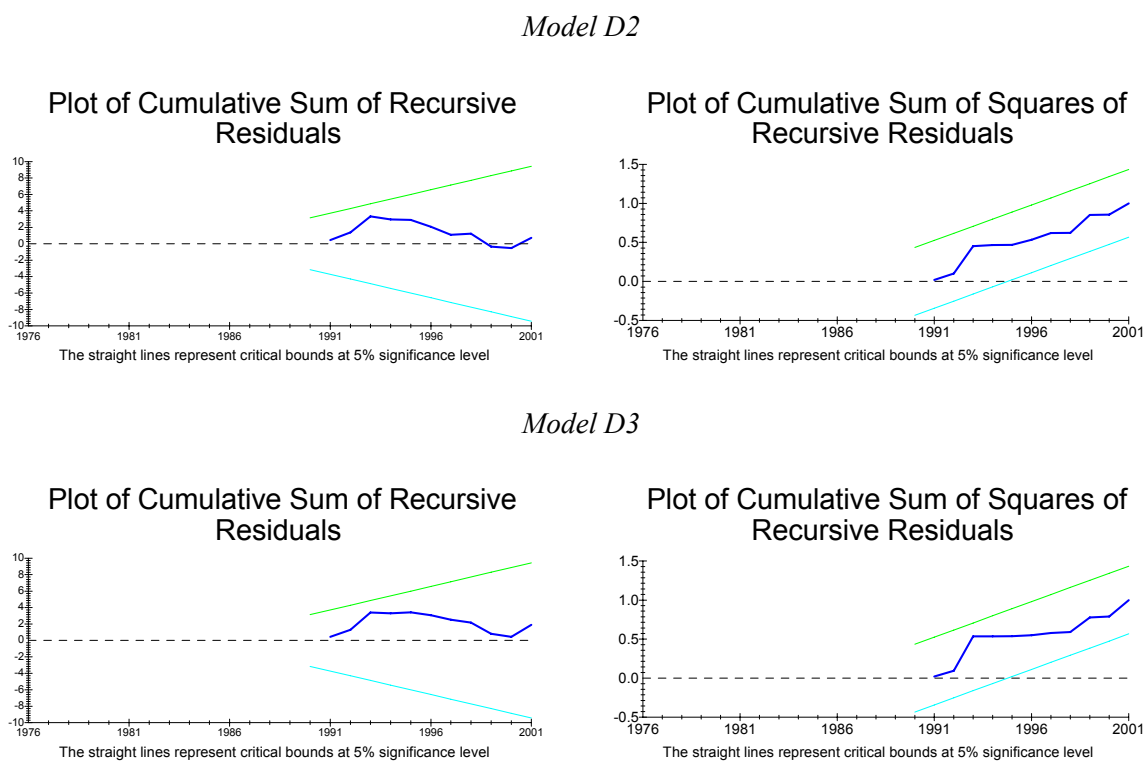 Model D2
Plot of Cumulative Sum of Recursive
Residuals
10
8
6
4
2
0
-2
-4
-6
-8
-10
1976 1981 1986 1991 1996 2001
The straight lines represent critical bounds at 5% significance level
Plot of Cumulative Sum of Squares of
Recursive Residuals
1.5
1.0
0.5
0.0
-0.5
1976 1981 1986 1991 1996 2001
The straight lines represent critical bounds at 5% significance level
Model D3
Plot of Cumulative Sum of Recursive
Residuals
10
8
6
4
2
0
-2
-4
-6
-8
-10
1976 1981 1986 1991 1996 2001
The straight lines represent critical bounds at 5% significance level
Plot of Cumulative Sum of Squares of
Recursive Residuals
1.5
1.0
0.5
0.0
-0.5
1976 1981 1986 1991 1996 2001
The straight lines represent critical bounds at 5% significance level